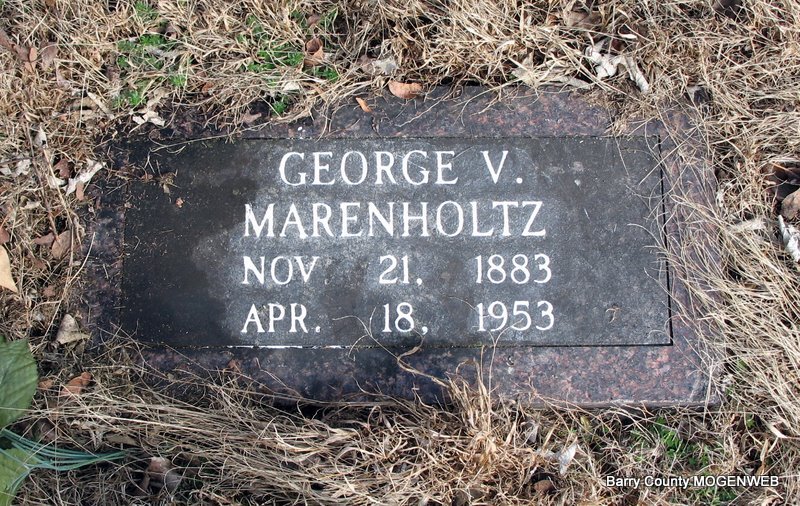 GEORGE V.
MARENHOLTZ
NOV. 21, 1883
APR. 18, 1953
Barry County MOGENWEB